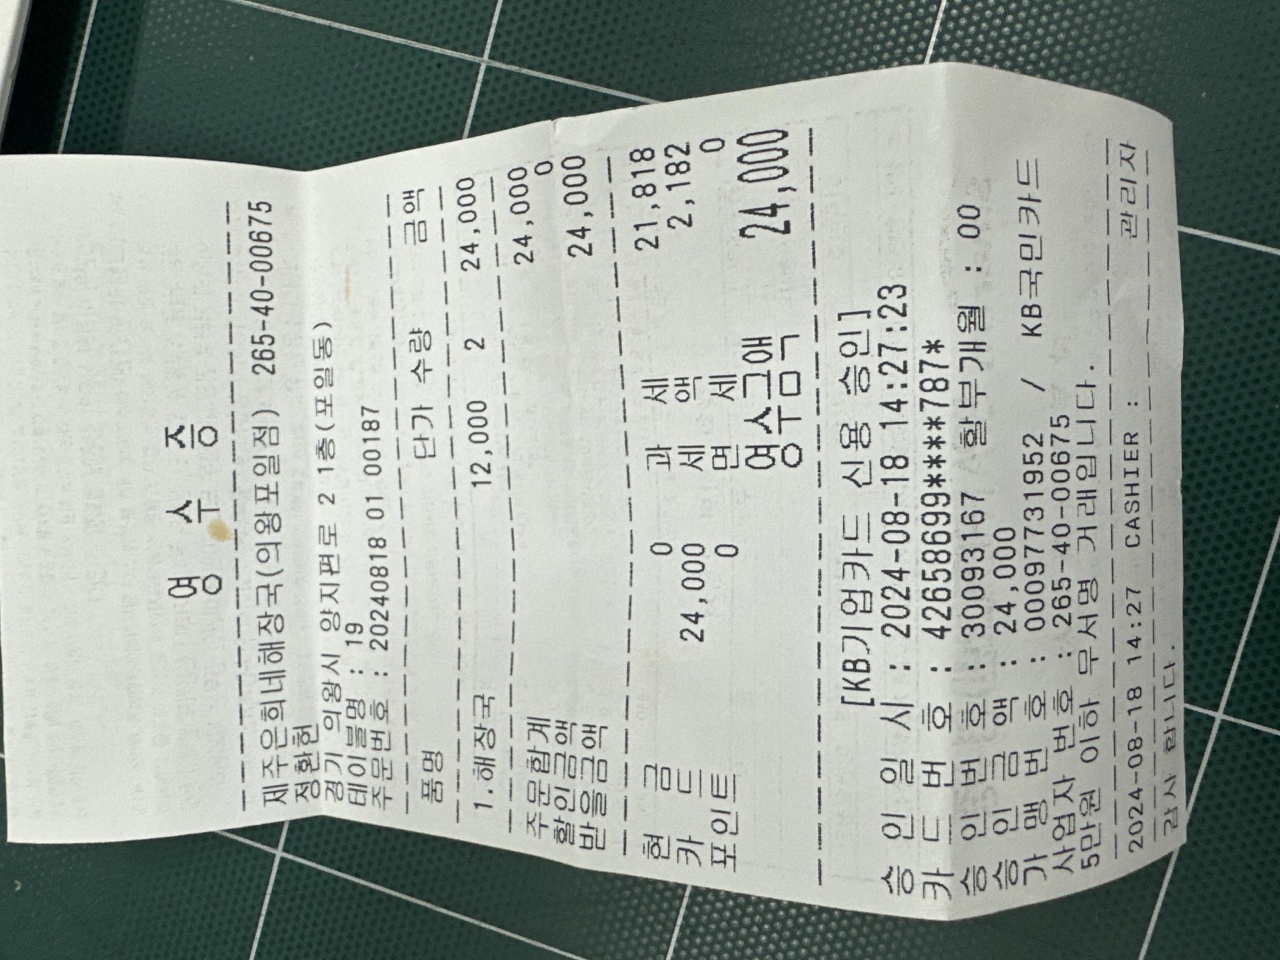 영 수 증
제주은희네해장국(의왕포일점) 265-40-00675
정환헌
경기 의왕시 양지편로 2 1층(포일동)
테이블명 : 19
주문번호 : 20240818 01 00187
품명 단가 수량 금액
1.해장국 12,000 2 24,000
주문합계 24,000
할인금액 0
받을금액 24,000
현 금 0 과 세 21,818
카 드 24,000 세 액 2,182
포인트 0 면 세 0
영수금액 24,000
[KB기업카드 신용 승인]
승 인 일 시 : 2024-08-18 14:27:23
카 드 번 호 : 42658699****787*
승 인 번 호 : 30093167 할부개월 : 00
승 인 금 액 : 24,000
가 맹 번 호 : 00097731952 / KB국민카드
사업자 번호 : 265-40-00675
5만원 이하 무서명 거래입니다.
2024-08-18 14:27 CASHIER : 관리자
감사 합니다.